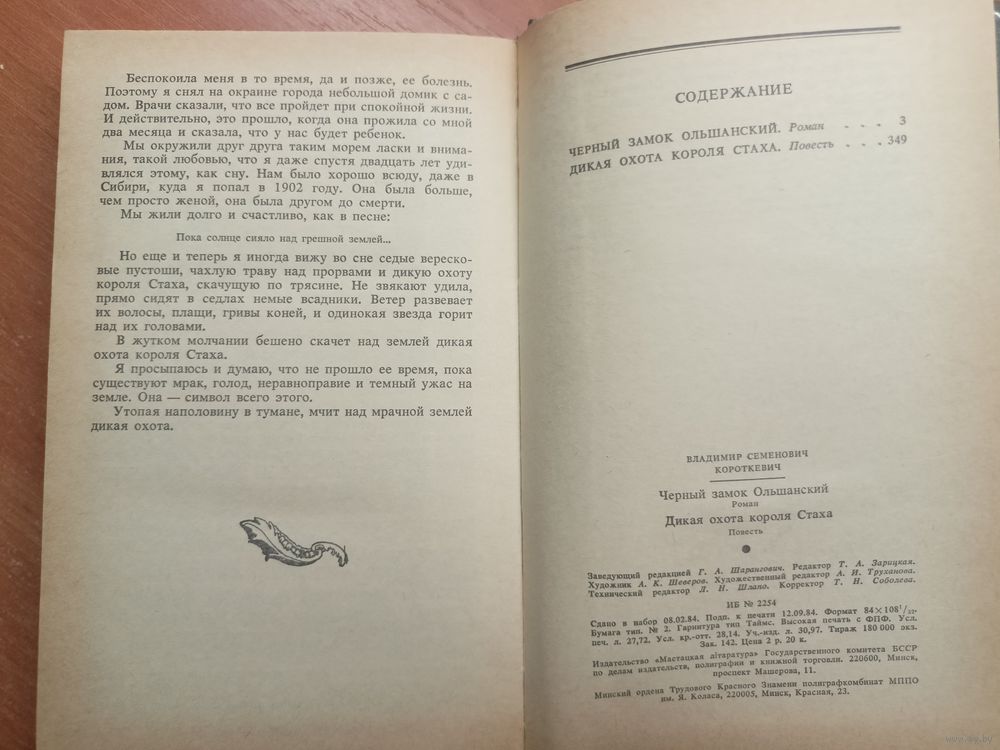 Беспокоила меня в то время, да и позже, ее болезнь.
Поэтому я снял на окраине города небольшой домик с са-
дом. Врачи сказали, что все пройдет при спокойной жизни.
И действительно, это прошло, когда она прожила со мной
два месяца и сказала, что у нас будет ребенок.
Мы окружили друг друга таким морем ласки и внима-
ния, такой любовью, что я даже спустя двадцать лет уди-
влялся этому, как сну. Нам было хорошо всюду, даже в
Сибири, куда я попал в 1902 году. Она была больше,
чем просто женой, она была другом до смерти.
Мы жили долго и счастливо, как в песне:
Пока солнце сияло над грешной землей...
Но еще и теперь я иногда вижу во сне седые вереско-
вые пустоши, чахлую траву над прорвами и дикую охоту
короля Стаха, скачущую по трясине. Не звякают удила,
прямо сидят в седлах немые всадники. Ветер развевает
их волосы, плащи, гривы коней, и одинокая звезда горит
над их головами.
В жутком молчании бешено скачет над землей дикая
охота короля Стаха.
Я просыпаюсь и думаю, что не прошло ее время, пока
существуют мрак, голод, неравноправие и темный ужас на
земле. Она — символ всего этого.
Утопая наполовину в тумане, мчит над мрачной землей
дикая охота.
СОДЕРЖАНИЕ
ЧЕРНЫЙ ЗАМОК ОЛЬШАНСКИЙ. Роман . . . 3
ДИКАЯ ОХОТА КОРОЛЯ СТАХА. Повесть . . . 349
ВЛАДИМИР СЕМЕНОВИЧ
КОРОТКЕВИЧ
Черный замок Ольшанский
Роман
Дикая охота короля Стаха
Повесть
Заведующий редакцией Г. А. Шарангович. Редактор Т. А. Зарицкая.
Художник А. К. Шеверов. Художественный редактор А. И. Труханова.
Технический редактор Л. Н. Шлапо. Корректор Т. Н. Соболева.
ИБ № 2254
Сдано в набор 08.02.84. Подп. к печати 12.09.84. Формат 84×108¹/₃₂.
Бумага тип. № 2. Гарнитура тип Таймс. Высокая печать с ФПФ. Усл.
печ. л. 27,72. Усл. кр.-отт. 28,14. Уч.-изд. л. 30,97. Тираж 180 000 экз.
Зак. 142. Цена 2 р. 20 к.
Издательство «Мастацкая літаратура» Государственного комитета БССР
по делам издательств, полиграфии и книжной торговли. 220600, Минск,
проспект Машерова, 11.
Минский ордена Трудового Красного Знамени полиграфкомбинат МППО
им. Я. Коласа, 220005, Минск, Красная, 23.